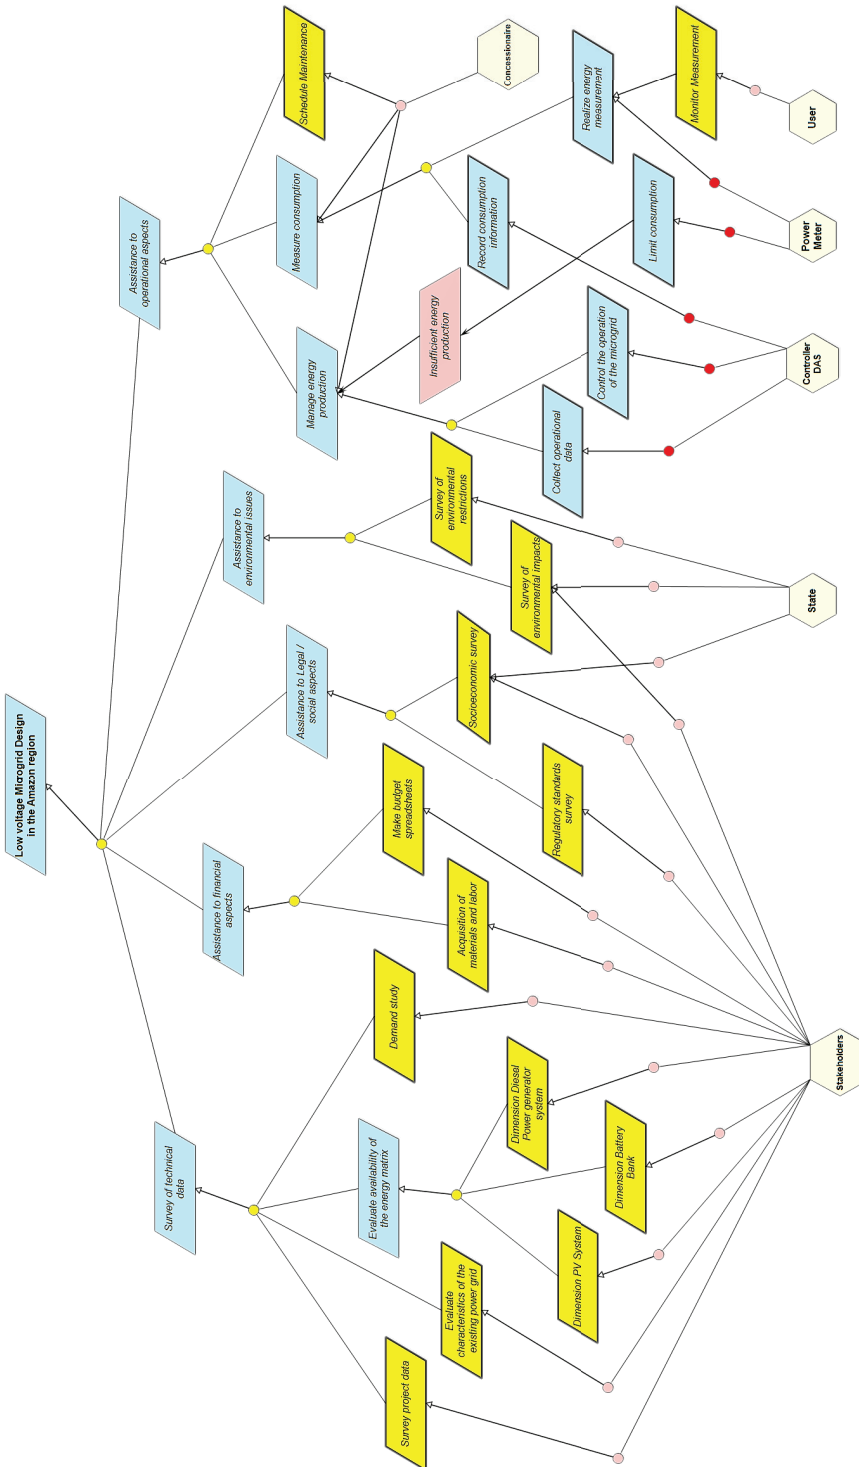 Low voltage Microgrid Design
in the Amazon region
Survey of technical
data
Assistance to financial
aspects
Assistance to Legal /
social aspects
Assistance to
environmental issues
Assistance to
operational aspects
Survey project data
Evaluate
characteristics of the
existing power grid
Evaluate availability of
the energy matrix
Demand study
Dimension PV System
Dimension Battery
Bank
Dimension Diesel
Power generator
system
Acquisition of
materials and labor
Make budget
spreadsheets
Regulatory standards
survey
Socioeconomic survey
Survey of
environmental impacts
Survey of
environmental
restrictions
Manage energy
production
Measure consumption
Schedule Maintenance
Collect operational
data
Control the operation
of the microgrid
Insufficient energy
production
Record consumption
information
Limit consumption
Realize energy
measurement
Monitor Measurement
Stakeholders
State
Controller
DAS
Power
Meter
User
Concessionaire